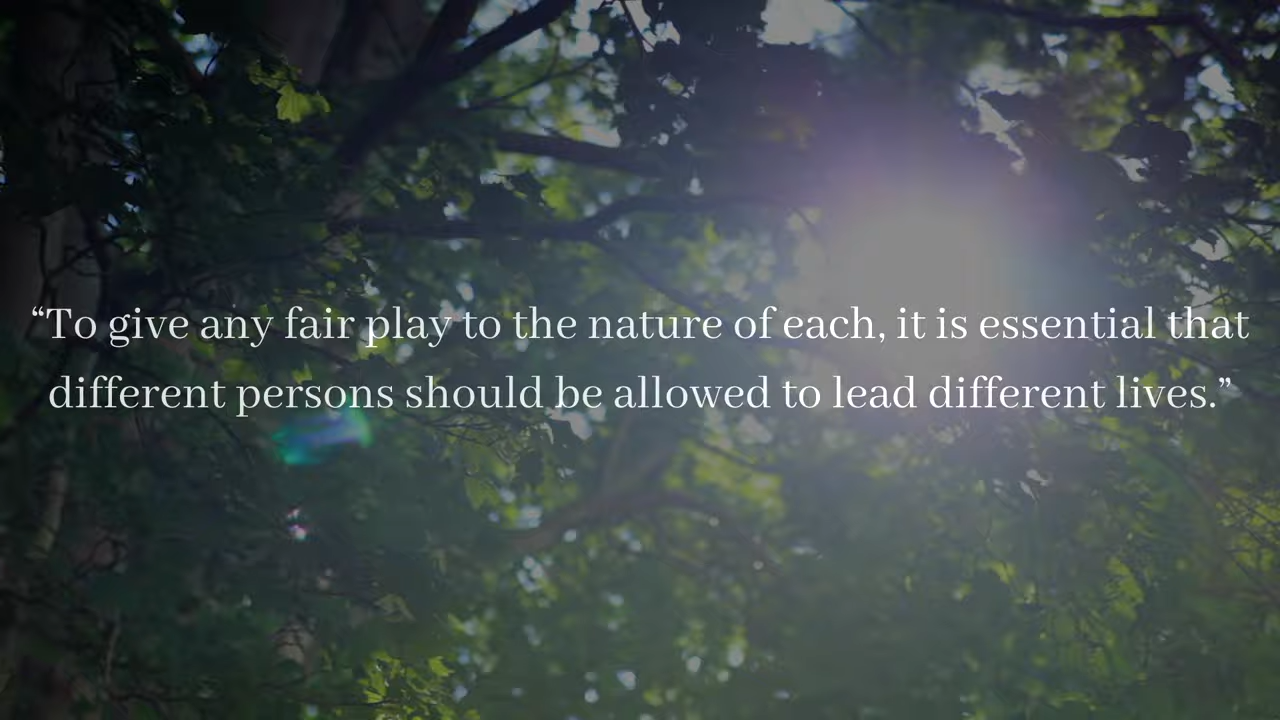 “To give any fair play to the nature of each, it is essential that
different persons should be allowed to lead different lives.”